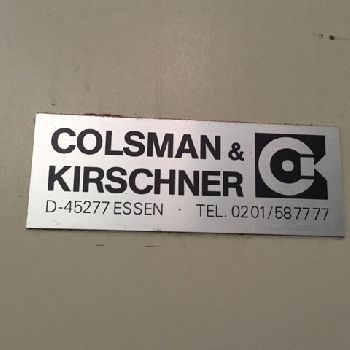 COLSMAN &
KIRSCHNER
D-45277 ESSEN · TEL. 0201/587777